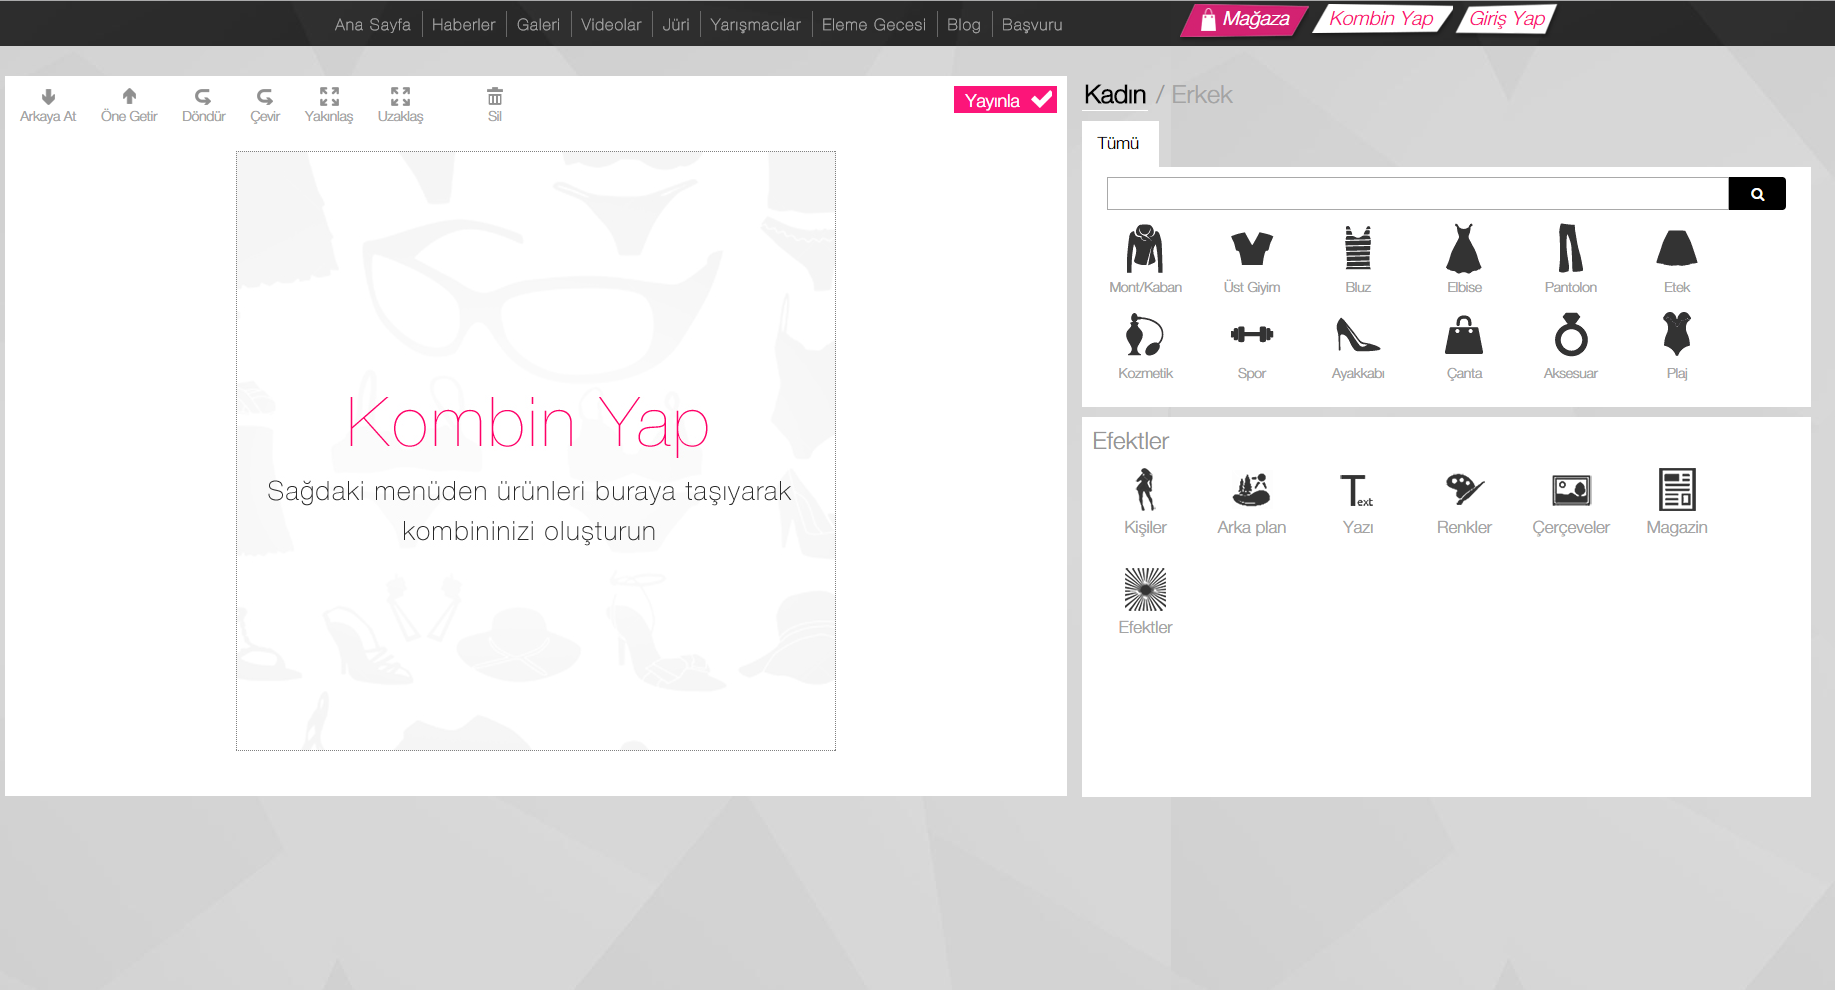 Ana Sayfa Haberler Galeri Videolar Jüri Yarışmacılar Eleme Gecesi Blog Başvuru
Mağaza Kombin Yap Giriş Yap
Arkaya At Öne Getir Döndür Çevir Yakınlaş Uzaklaş Sil
Yayınla
Kombin Yap
Sağdaki menüden ürünleri buraya taşıyarak
kombininizi oluşturun
Kadın / Erkek
Tümü
Mont/Kaban Üst Giyim Bluz Elbise Pantolon Etek
Kozmetik Spor Ayakkabı Çanta Aksesuar Plaj
Efektler
Text
Kişiler Arka plan Yazı Renkler Çerçeveler Magazin
Efektler